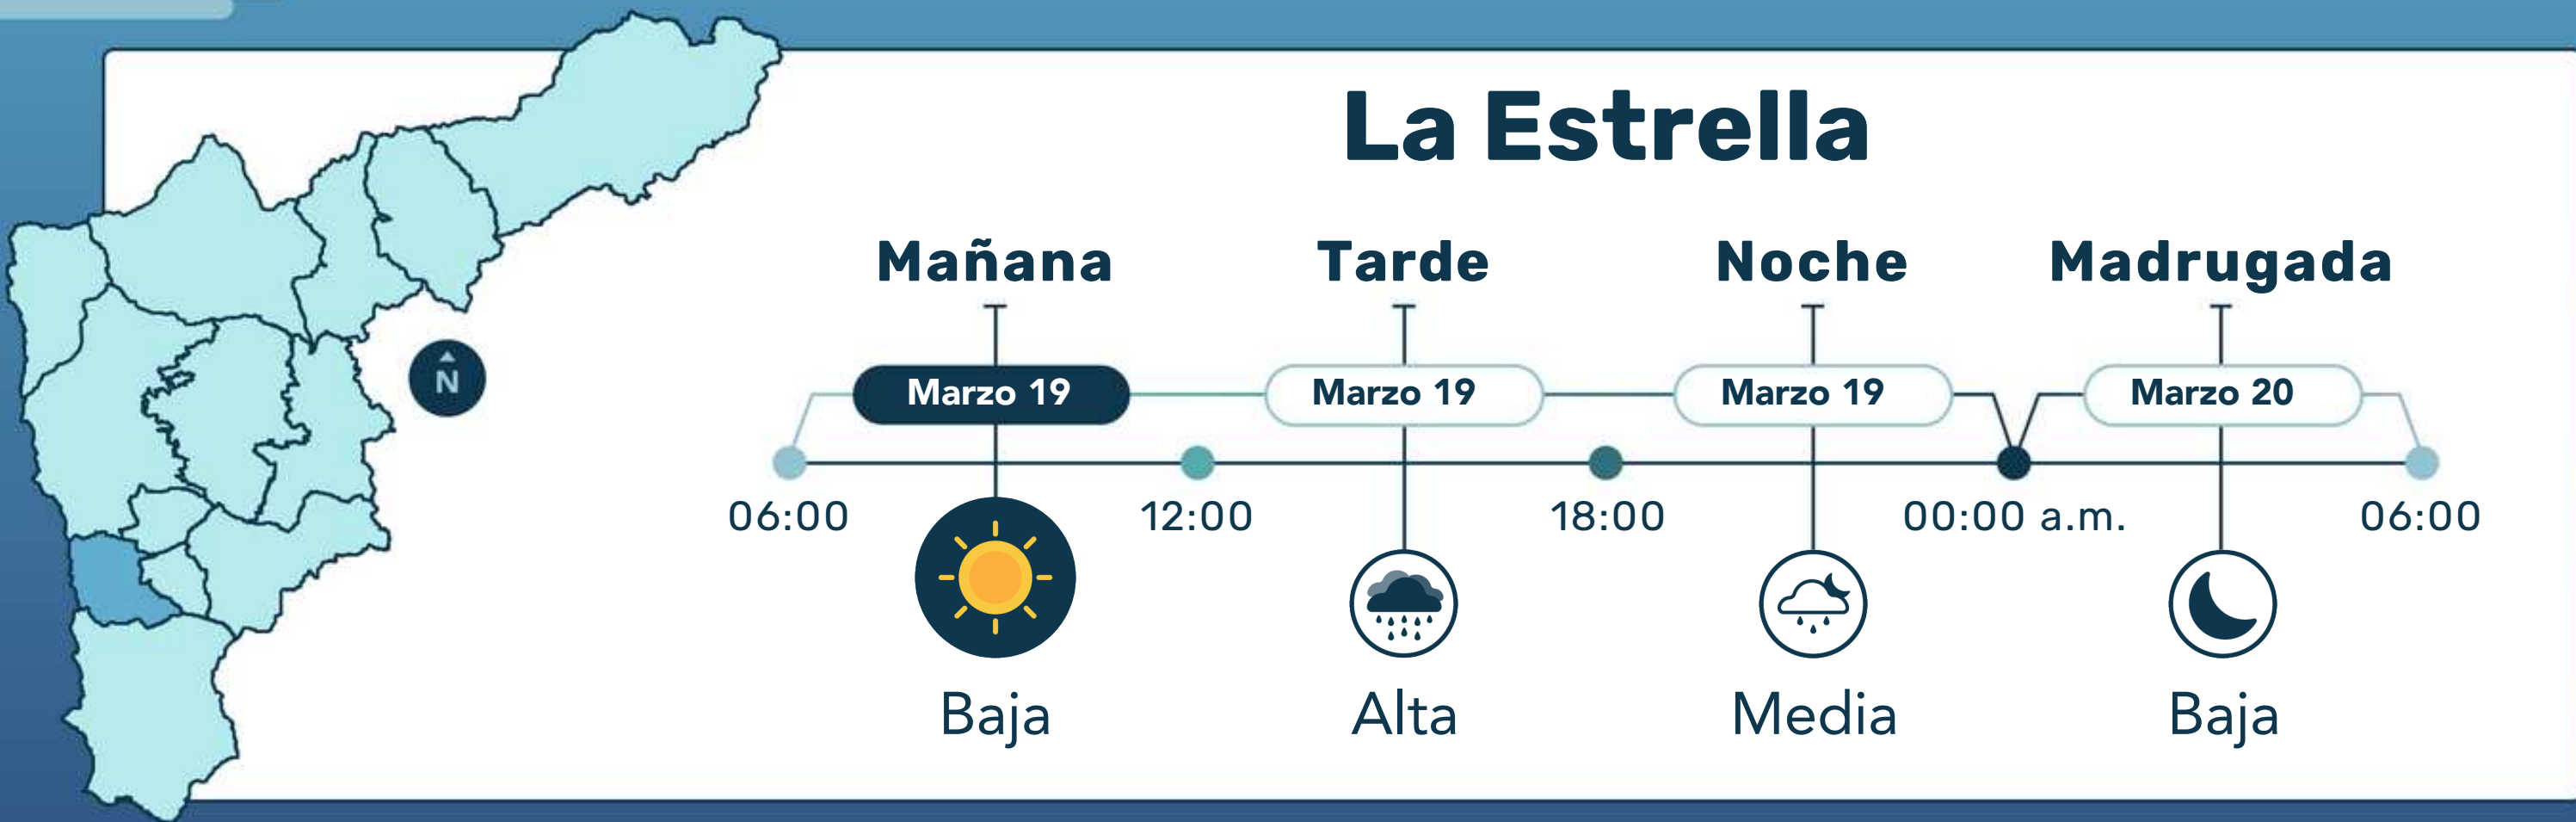 La Estrella
Mañana Tarde Noche Madrugada
Marzo 19 Marzo 19 Marzo 19 Marzo 20
N
06:00 12:00 18:00 00:00 a.m. 06:00
Baja Alta Media Baja